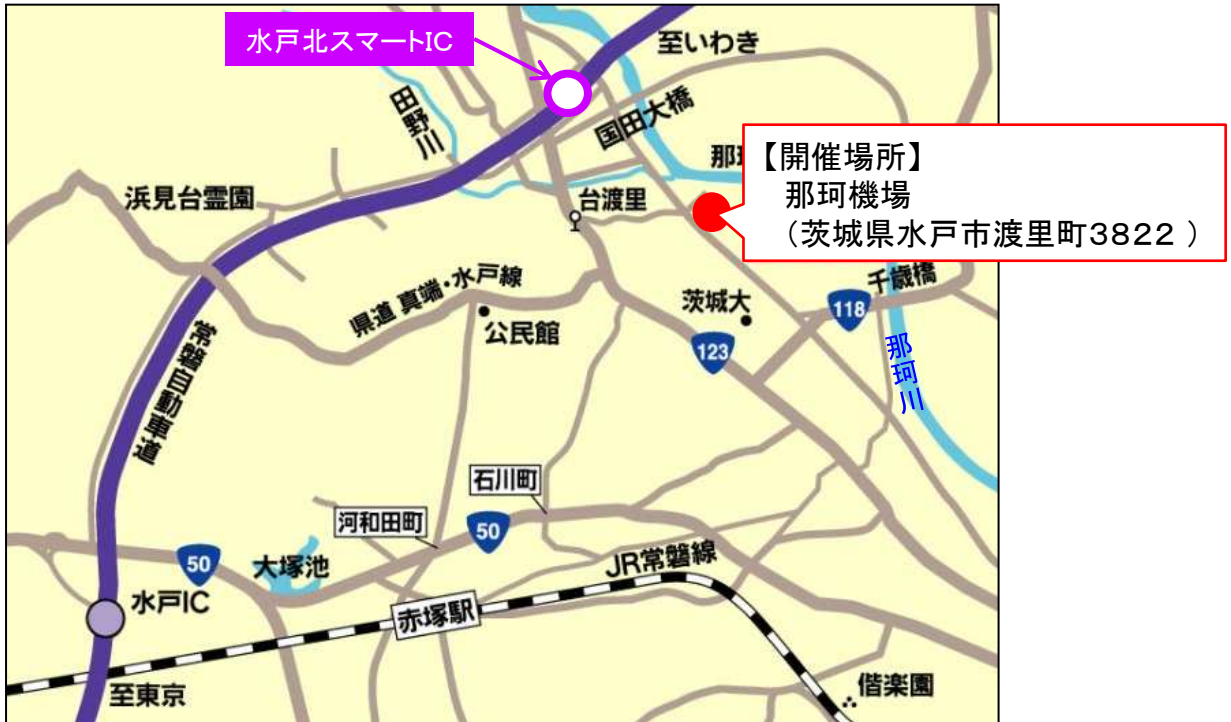 水戸北スマートIC
至いわき
田野川
国田大橋
那珂
【開催場所】
那珂機場
（茨城県水戸市渡里町3822 ）
浜見台霊園
台渡里
千歳橋
県道 真端・水戸線
茨城大
118
公民館
123
那珂川
常磐自動車道
石川町
河和田町
50
50
大塚池
JR常磐線
水戸IC
赤塚駅
至東京
偕楽園